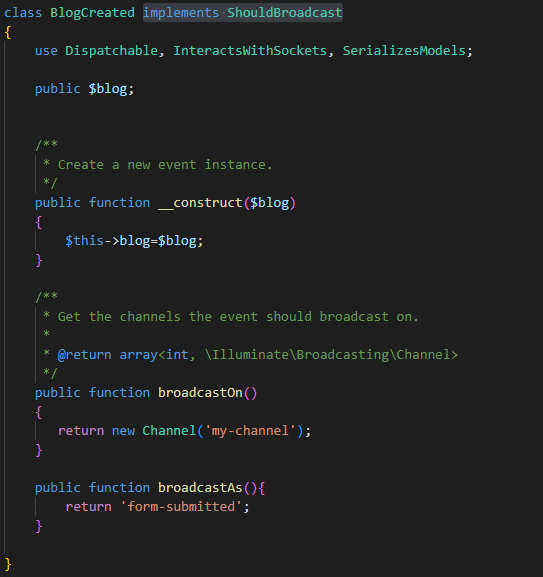 class BlogCreated implements ShouldBroadcast
{
    use Dispatchable, InteractsWithSockets, SerializesModels;

    public $blog;


    /**
     * Create a new event instance.
     */
    public function __construct($blog)
    {
        $this->blog=$blog;
    }

    /**
     * Get the channels the event should broadcast on.
     *
     * @return array<int, \Illuminate\Broadcasting\Channel>
     */
    public function broadcastOn()
    {
       return new Channel('my-channel');
    }

    public function broadcastAs(){
        return 'form-submitted';
    }

}